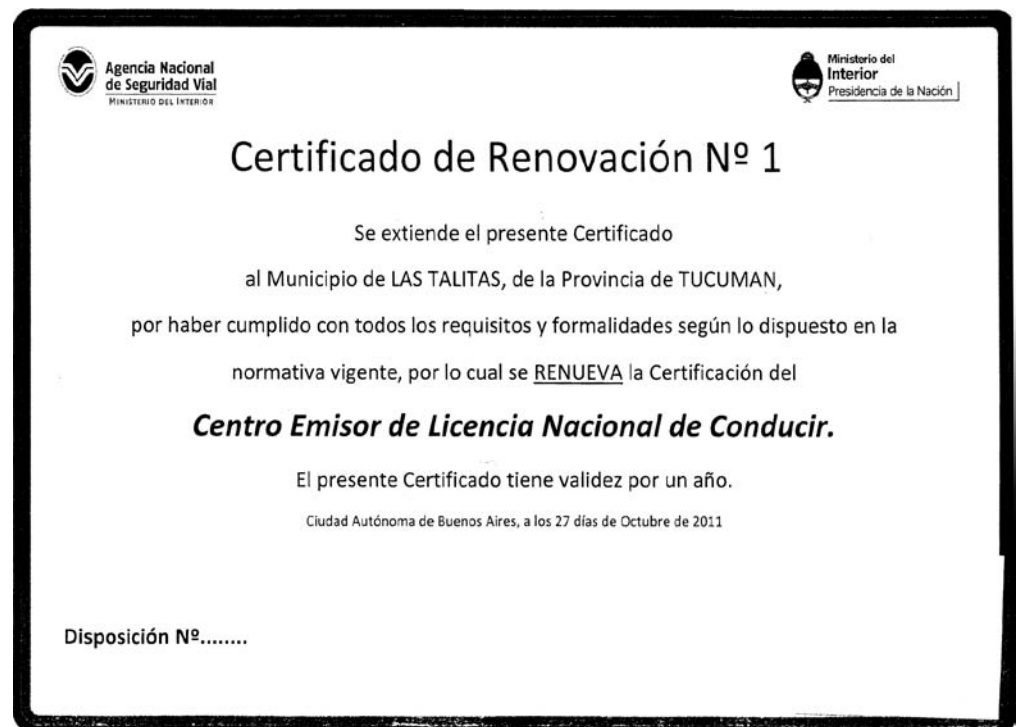 Agencia Nacional
de Seguridad Vial
MINISTERIO DEL INTERIOR
Ministerio del
Interior
Presidencia de la Nación
Certificado de Renovación Nº 1
Se extiende el presente Certificado
al Municipio de LAS TALITAS, de la Provincia de TUCUMAN,
por haber cumplido con todos los requisitos y formalidades según lo dispuesto en la
normativa vigente, por lo cual se RENUEVA la Certificación del
Centro Emisor de Licencia Nacional de Conducir.
El presente Certificado tiene validez por un año.
Ciudad Autónoma de Buenos Aires, a los 27 días de Octubre de 2011
Disposición Nº........